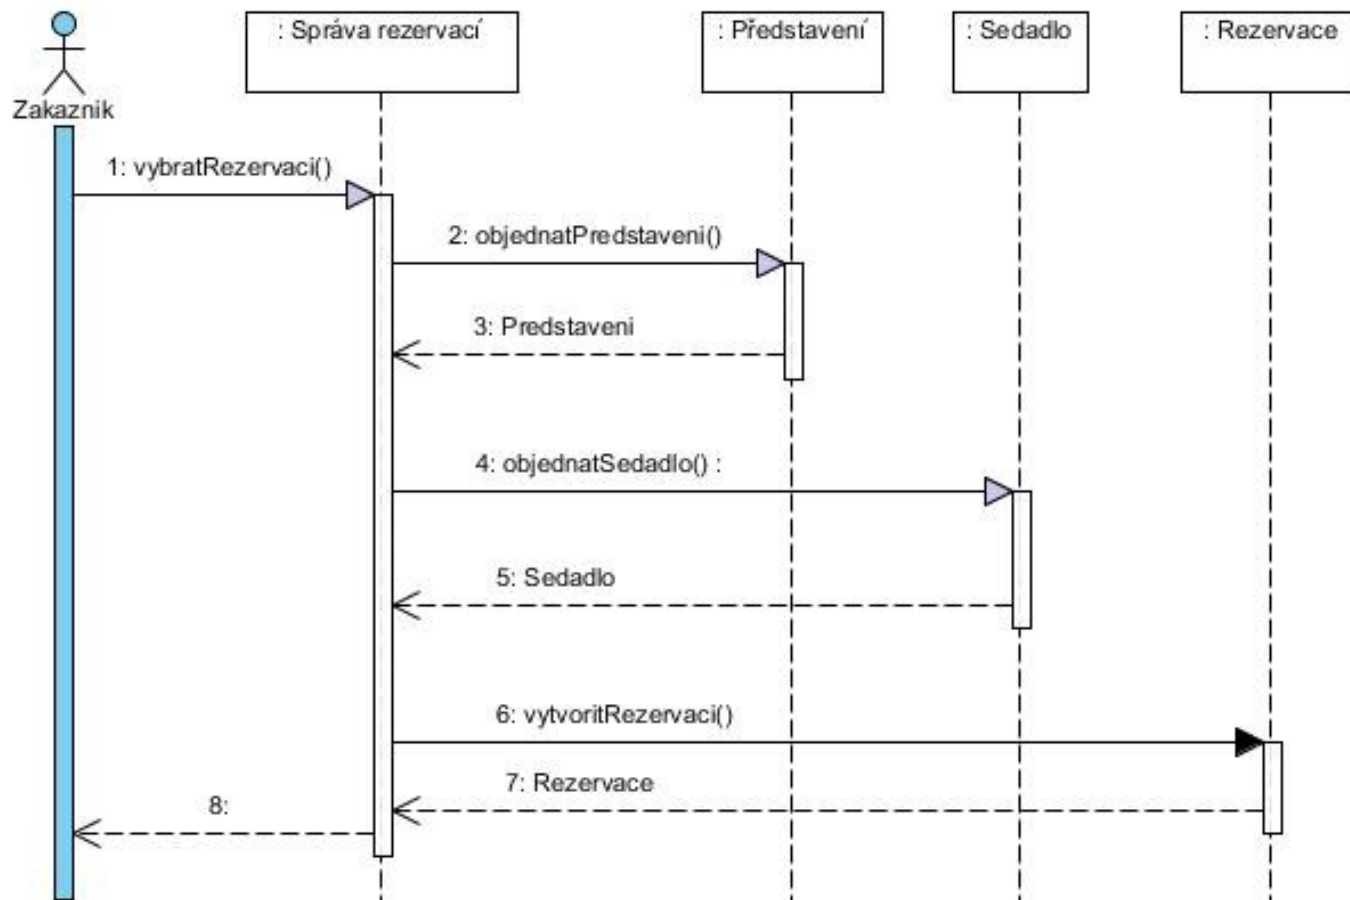 : Správa rezervací
: Představení
: Sedadlo
: Rezervace
Zakaznik
1: vybratRezervaci()
2: objednatPredstaveni()
3: Predstaveni
4: objednatSedadlo() :
5: Sedadlo
6: vytvoritRezervaci()
7: Rezervace
8: